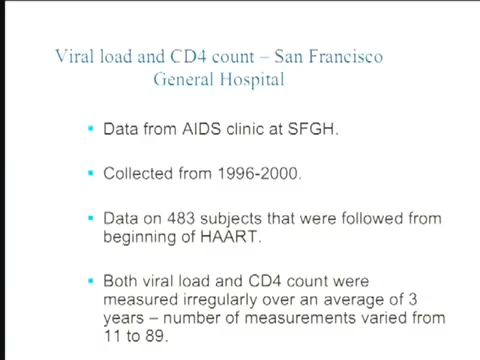 Viral load and CD4 count – San Francisco
General Hospital
▪ Data from AIDS clinic at SFGH.
▪ Collected from 1996-2000.
▪ Data on 483 subjects that were followed from
beginning of HAART.
▪ Both viral load and CD4 count were
measured irregularly over an average of 3
years – number of measurements varied from
11 to 89.